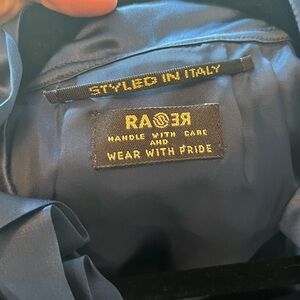 STYLED IN ITALY
RA ER
HANDLE WITH CARE
AND
WEAR WITH PRIDE